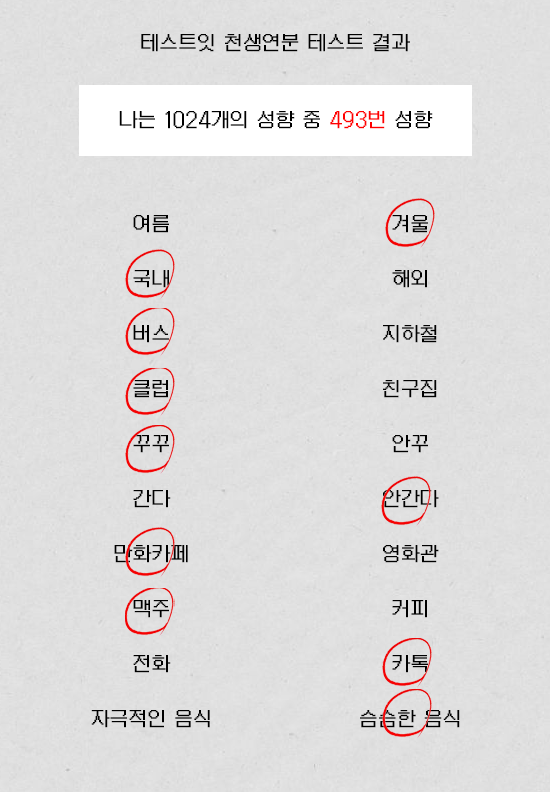 테스트잇 천생연분 테스트 결과
나는 1024개의 성향 중 493번 성향
여름 겨울
국내 해외
버스 지하철
클럽 친구집
꾸꾸 안꾸
간다 안간다
만화카페 영화관
맥주 커피
전화 카톡
자극적인 음식 슴슴한 음식